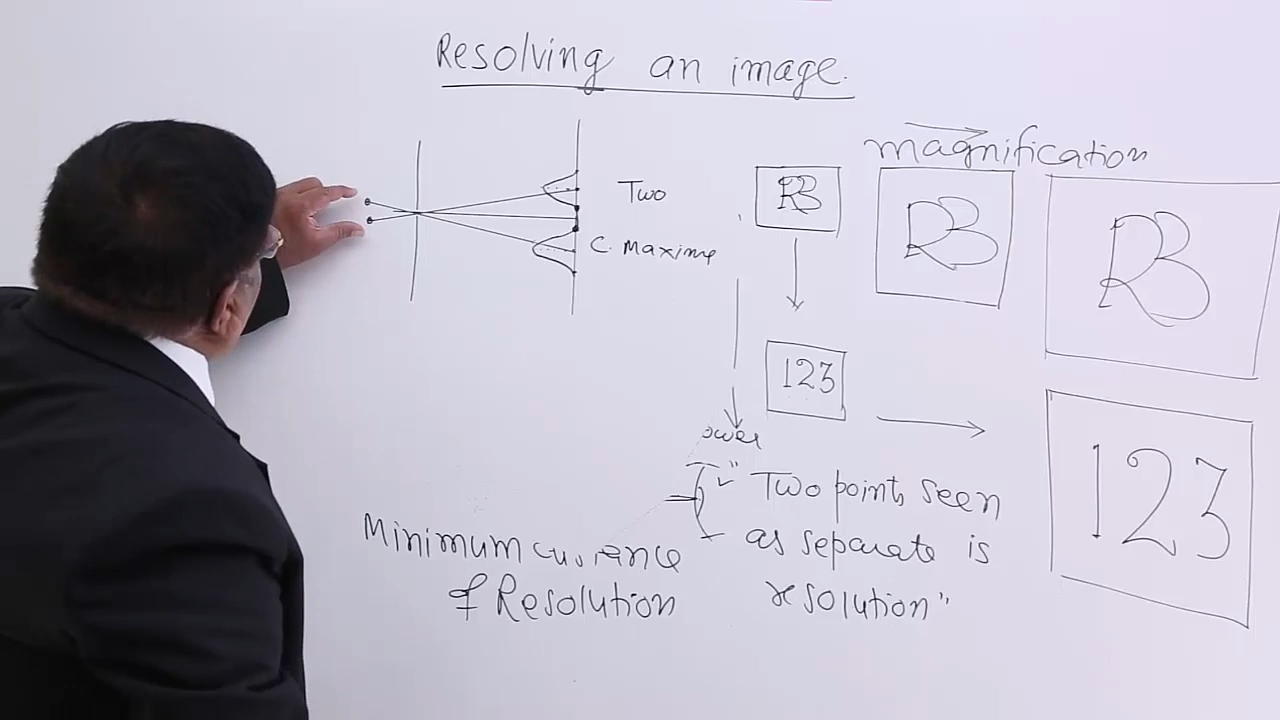 Resolving an image.
magnification
Two
C. Maxima
RB
RB
RB
123
123
ower
" Two points seen
as separate is
resolution"
Minimum
of Resolution